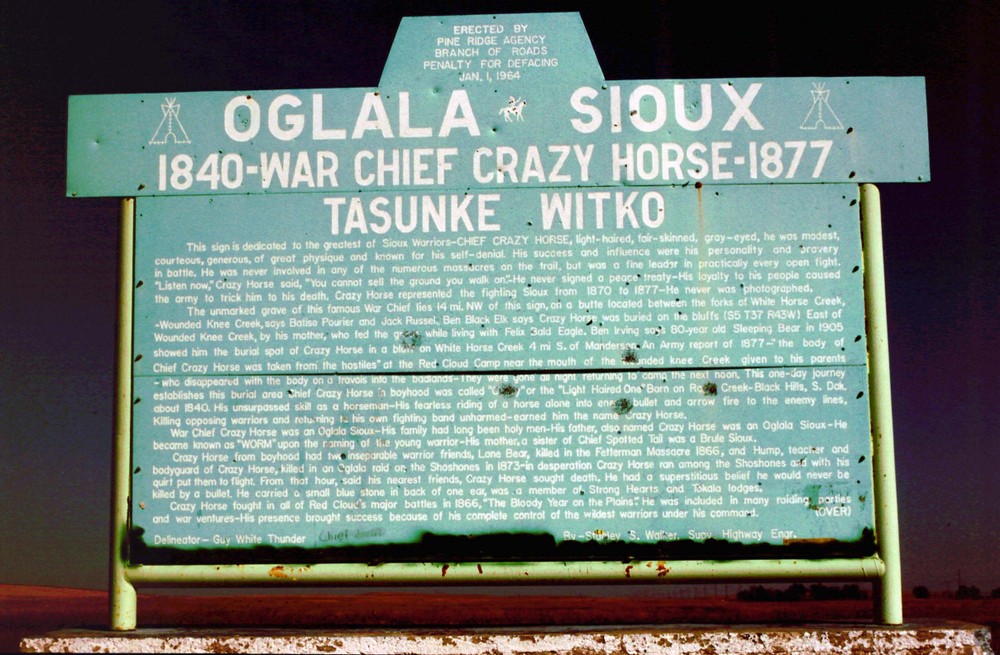 ERECTED BY
PINE RIDGE AGENCY
BRANCH OF ROADS
PENALTY FOR DEFACING
JAN. 1, 1964
OGLALA SIOUX
1840-WAR CHIEF CRAZY HORSE-1877
TASUNKE WITKO
This sign is dedicated to the greatest of Sioux Warriors-CHIEF CRAZY HORSE, light-haired, fair-skinned, gray-eyed, he was modest,
courteous, generous, of great physique and known for his self-denial. His success and influence were his personality and bravery
in battle. He was never involved in any of the numerous massacres on the trail, but was a fine leader in practically every open fight.
"Listen now," Crazy Horse said, "You cannot sell the ground you walk on"-He never signed a peace treaty-His loyalty to his people caused
the army to trick him to his death. Crazy Horse represented the fighting Sioux from 1870 to 1877-He never was photographed.
The unmarked grave of this famous War Chief lies 14 mi. NW of this sign, on a butte located between the forks of White Horse Creek,
-Wounded Knee Creek, says Batise Pourier and Jack Russel. Ben Black Elk says Crazy Horse was buried on the bluffs (S5 T37 R43W) East of
Wounded Knee Creek, by his mother, who fed the while living with Felix Bald Eagle. Ben Irving says 80-year old Sleeping Bear in 1905
showed him the burial spot of Crazy Horse in a on White Horse Creek 4 mi S. of Manderson. An Army report of 1877-"the body of
Chief Crazy Horse was taken from the hostiles" at the Red Cloud Camp near the mouth of the knee Creek given to his parents
-who disappeared with the body on a travois into the badlands-They were gone all night returning to camp the next noon. This one-day journey
establishes this burial area Chief Crazy Horse in boyhood was called or the "Light Haired One" Born on Creek-Black Hills, S. Dak.
about 1840. His unsurpassed skill as a horseman-His fearless riding of a horse alone into bullet and arrow fire to the enemy lines,
Killing opposing warriors and returning to his own fighting band unharmed-earned him the name Crazy Horse.
War Chief Crazy Horse was an Oglala Sioux-His family had long been holy men-His father, also named Crazy Horse was an Oglala Sioux-He
became known as "WORM" upon the naming of the young warrior-His mother, a sister of Chief Spotted Tail was a Brule Sioux.
Crazy Horse from boyhood had two inseparable warrior friends, Lone Bear, killed in the Fetterman Massacre 1866, and Hump, teacher and
bodyguard of Crazy Horse, killed in an Oglala raid on the Shoshones in 1873-in desperation Crazy Horse ran among the Shoshones and with his
quirt put them to flight. From that hour, said his nearest friends, Crazy Horse sought death. He had a superstitious belief he would never be
killed by a bullet. He carried a small blue stone in back of one ear, was a member of Strong Hearts and Tokala lodges.
Crazy Horse fought in all of Red Cloud's major battles in 1866, "The Bloody Year on the Plains". He was included in many raiding parties
and war ventures-His presence brought success because of his complete control of the wildest warriors under his command. (OVER)
Delineator- Guy White Thunder Chief By-Stanley S. Walker, Supv Highway Engr.